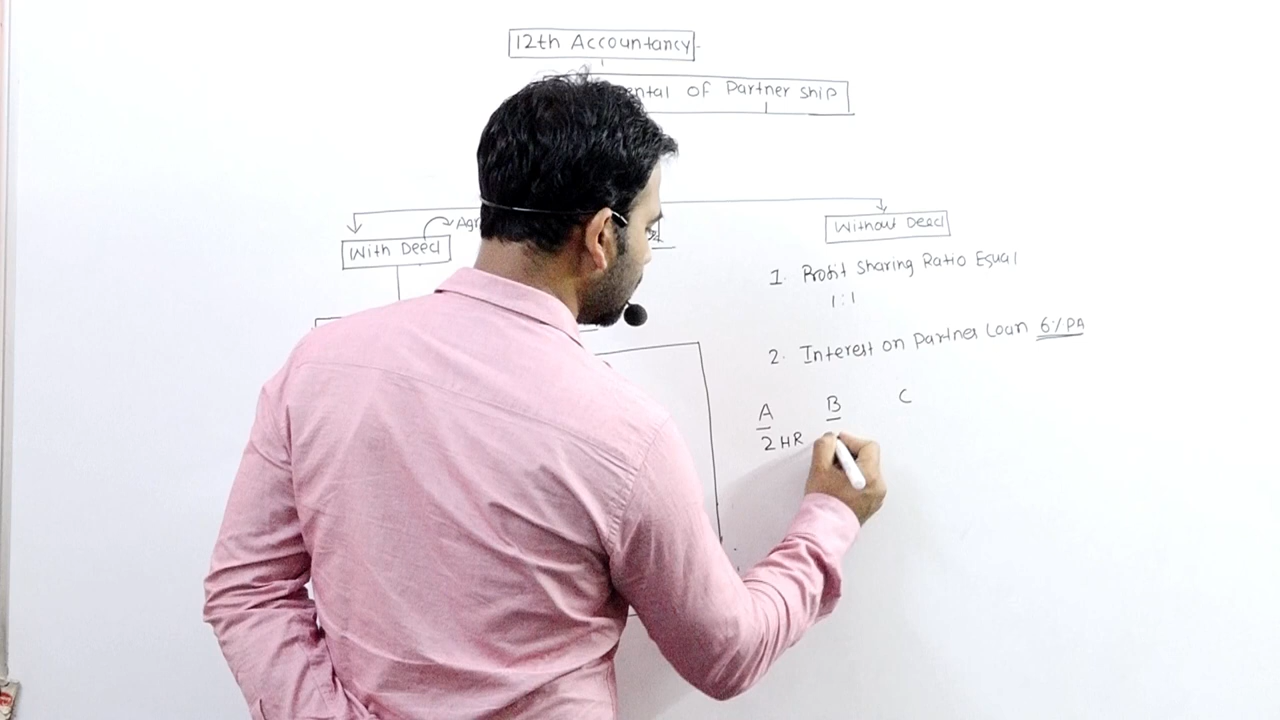 12th Accountancy
of Partner ship
With Deed
Without Deed
1. Profit Sharing Ratio Equal
1:1
2. Interest on Partner Loan 6% PA
A B C
2 HR